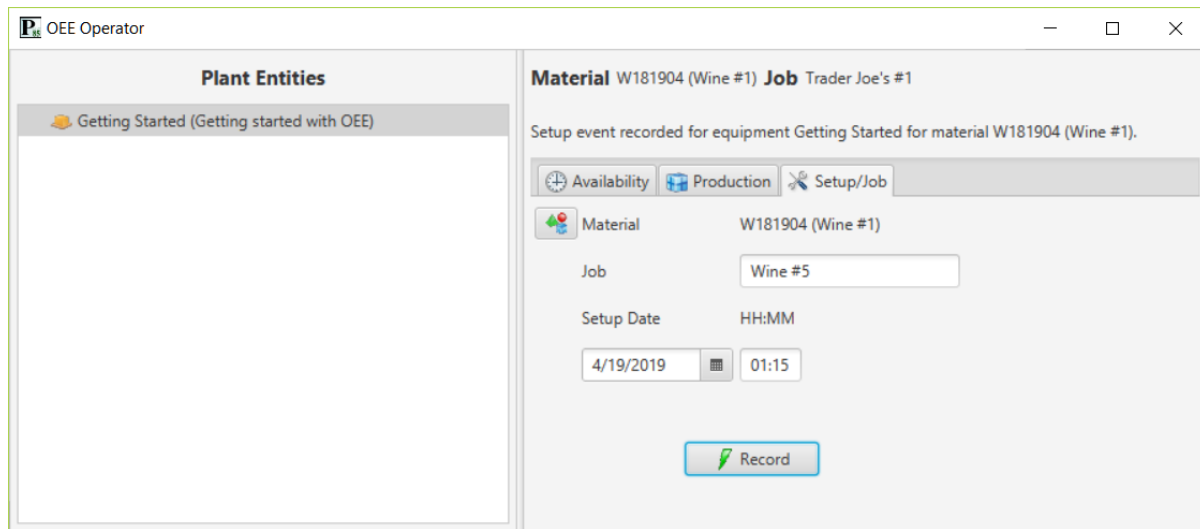 OEE Operator
Plant Entities
Getting Started (Getting started with OEE)
Material W181904 (Wine #1) Job Trader Joe's #1
Setup event recorded for equipment Getting Started for material W181904 (Wine #1).
Availability Production Setup/Job
Material W181904 (Wine #1)
Job Wine #5
Setup Date HH:MM
4/19/2019 01:15
Record